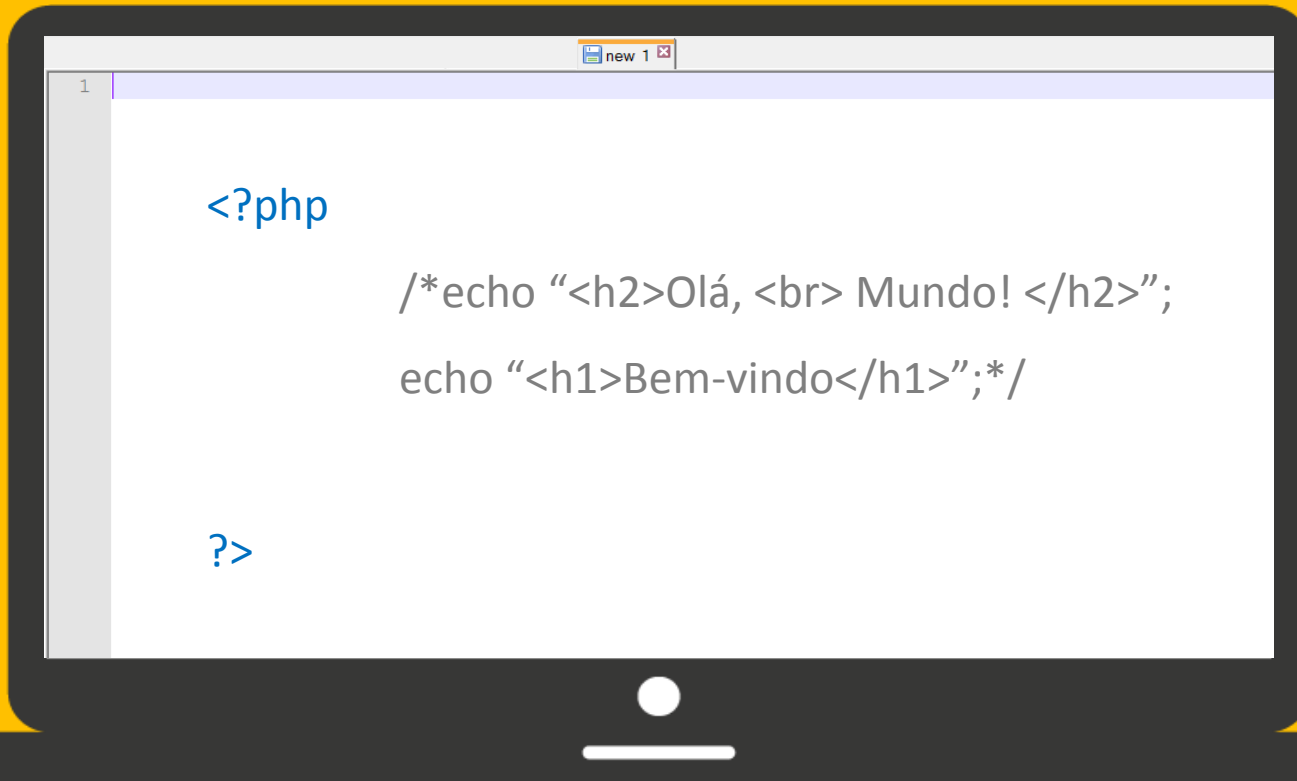 new 1
1
<?php
/*echo “<h2>Olá, <br> Mundo! </h2>”;
echo “<h1>Bem-vindo</h1>”;*/
?>